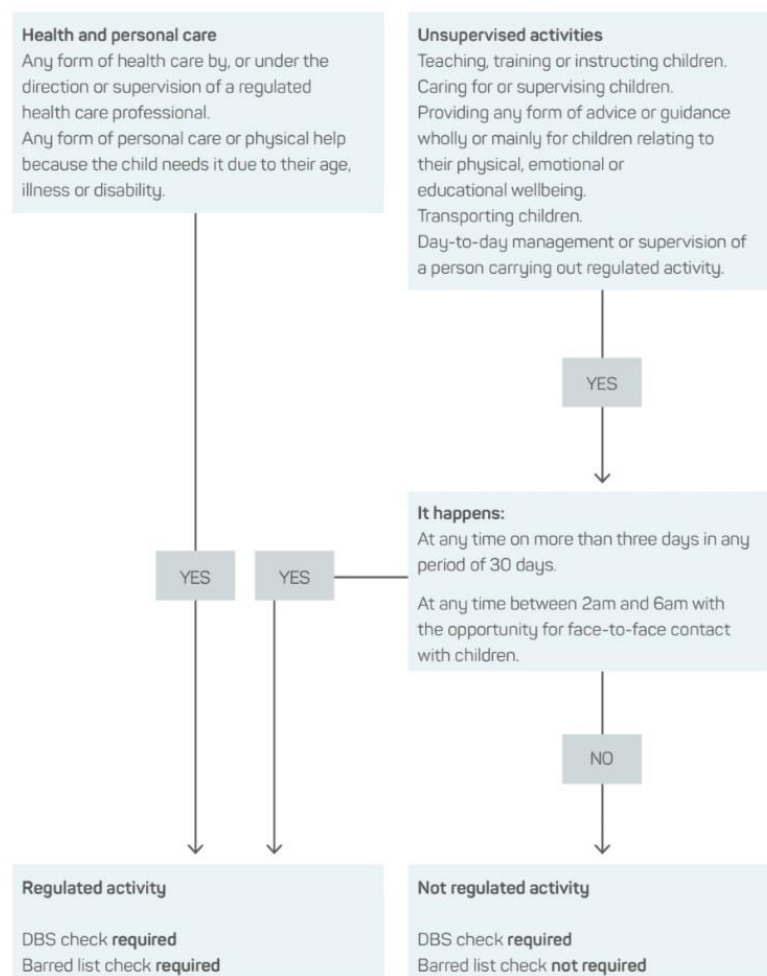 Health and personal care
Any form of health care by, or under the
direction or supervision of a regulated
health care professional.
Any form of personal care or physical help
because the child needs it due to their age,
illness or disability.
Unsupervised activities
Teaching, training or instructing children.
Caring for or supervising children.
Providing any form of advice or guidance
wholly or mainly for children relating to
their physical, emotional or
educational wellbeing.
Transporting children.
Day-to-day management or supervision of
a person carrying out regulated activity.
YES
It happens:
At any time on more than three days in any
period of 30 days.
At any time between 2am and 6am with
the opportunity for face-to-face contact
with children.
YES
YES
NO
Regulated activity
DBS check required
Barred list check required
Not regulated activity
DBS check required
Barred list check not required